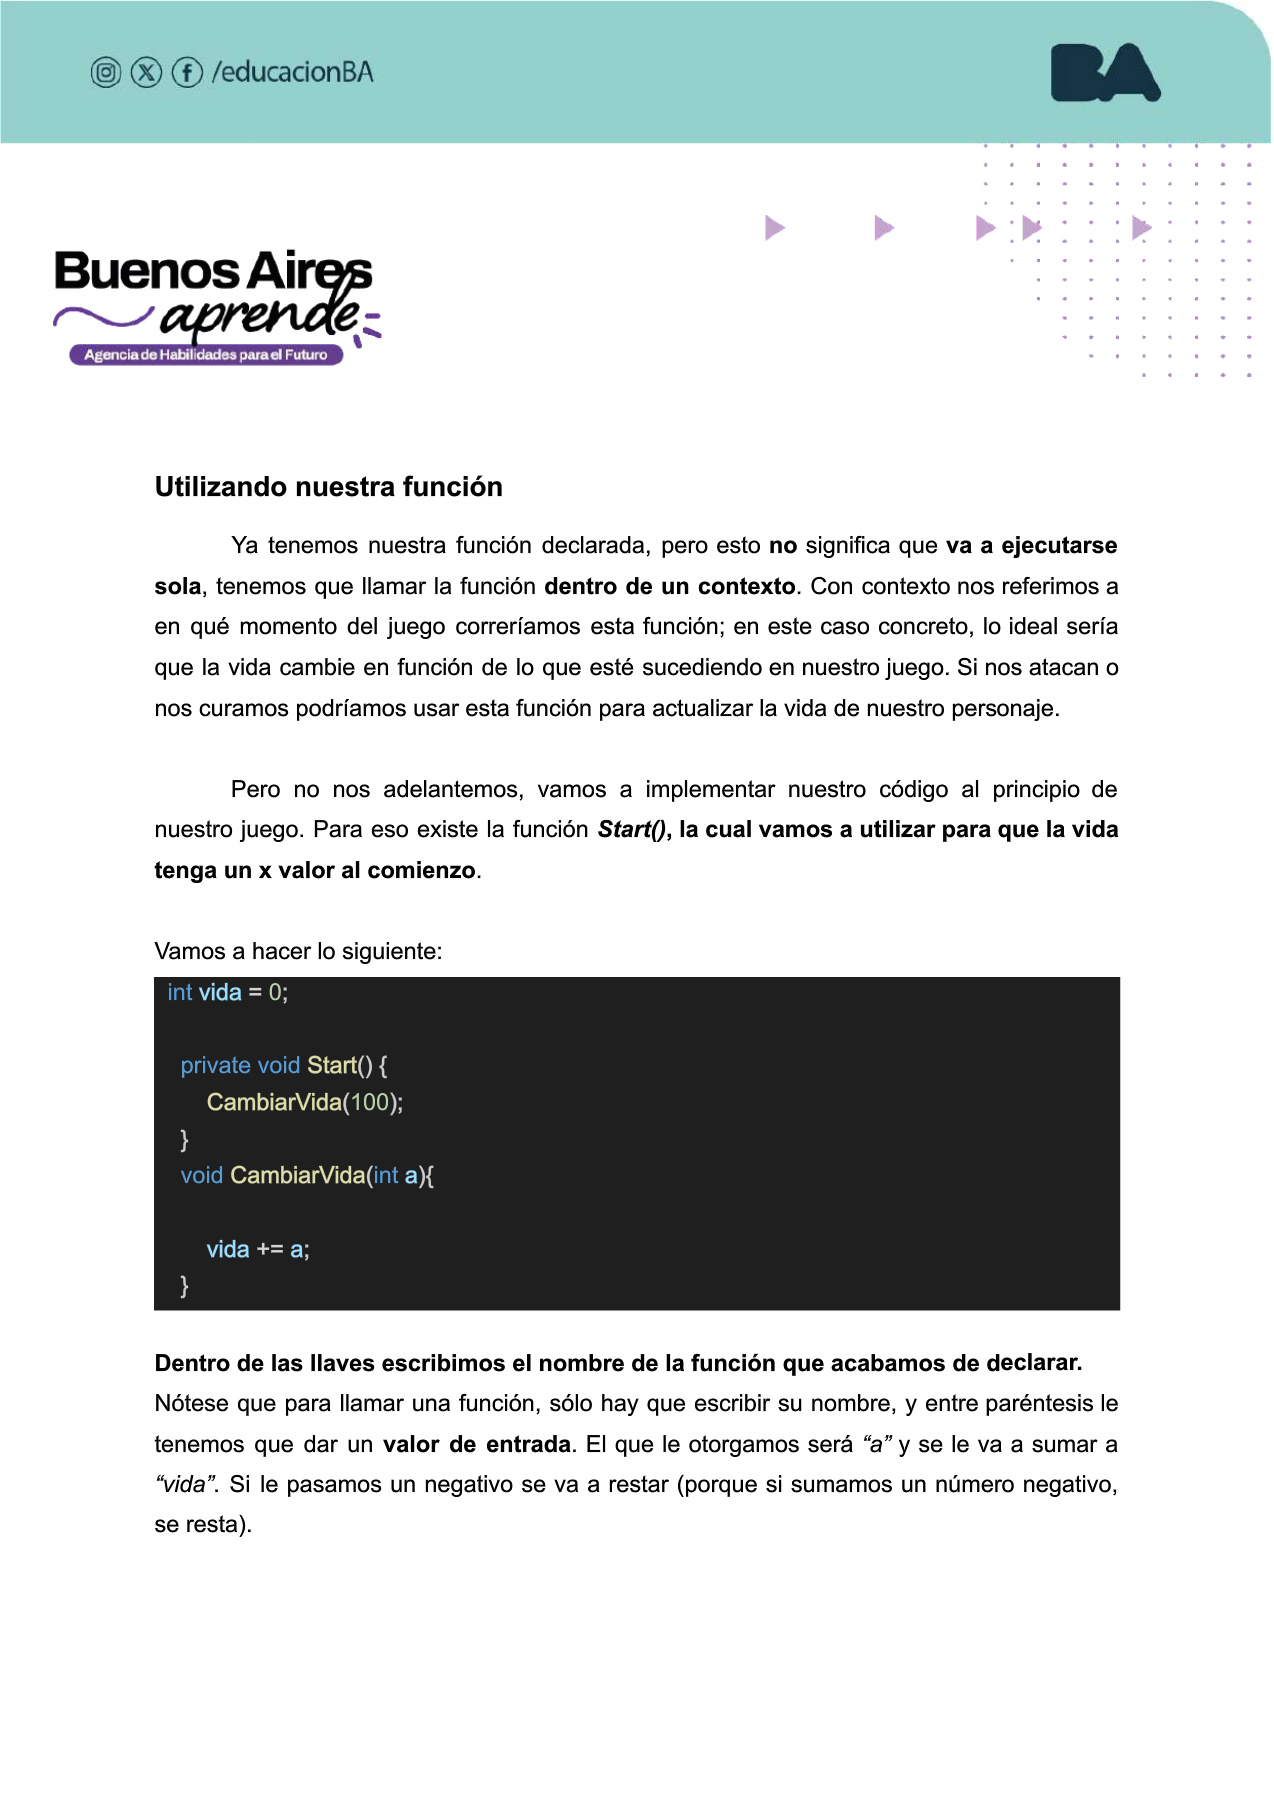 /educacionBA
BA
Buenos Aires
aprende
Agencia de Habilidades para el Futuro
Utilizando nuestra función
Ya tenemos nuestra función declarada, pero esto no significa que va a ejecutarse
sola, tenemos que llamar la función dentro de un contexto. Con contexto nos referimos a
en qué momento del juego correríamos esta función; en este caso concreto, lo ideal sería
que la vida cambie en función de lo que esté sucediendo en nuestro juego. Si nos atacan o
nos curamos podríamos usar esta función para actualizar la vida de nuestro personaje.
Pero no nos adelantemos, vamos a implementar nuestro código al principio de
nuestro juego. Para eso existe la función Start(), la cual vamos a utilizar para que la vida
tenga un x valor al comienzo.
Vamos a hacer lo siguiente:
int vida = 0;
private void Start() {
CambiarVida(100);
}
void CambiarVida(int a){
vida += a;
}
Dentro de las llaves escribimos el nombre de la función que acabamos de declarar.
Nótese que para llamar una función, sólo hay que escribir su nombre, y entre paréntesis le
tenemos que dar un valor de entrada. El que le otorgamos será “a” y se le va a sumar a
“vida”. Si le pasamos un negativo se va a restar (porque si sumamos un número negativo,
se resta).